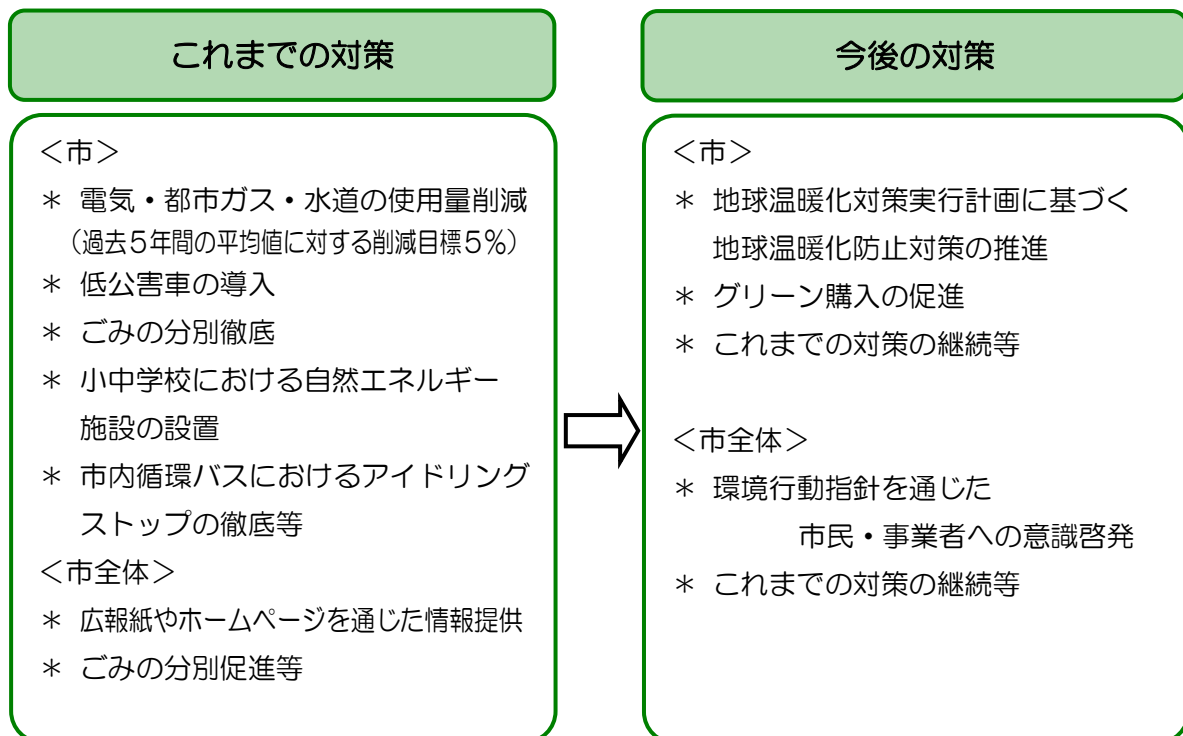 これまでの対策
<市>
* 電気・都市ガス・水道の使用量削減
(過去5年間の平均値に対する削減目標5%)
* 低公害車の導入
* ごみの分別徹底
* 小中学校における自然エネルギー
施設の設置
* 市内循環バスにおけるアイドリング
ストップの徹底等
<市全体>
* 広報紙やホームページを通じた情報提供
* ごみの分別促進等
今後の対策
<市>
* 地球温暖化対策実行計画に基づく
地球温暖化防止対策の推進
* グリーン購入の促進
* これまでの対策の継続等
<市全体>
* 環境行動指針を通じた
市民・事業者への意識啓発
* これまでの対策の継続等